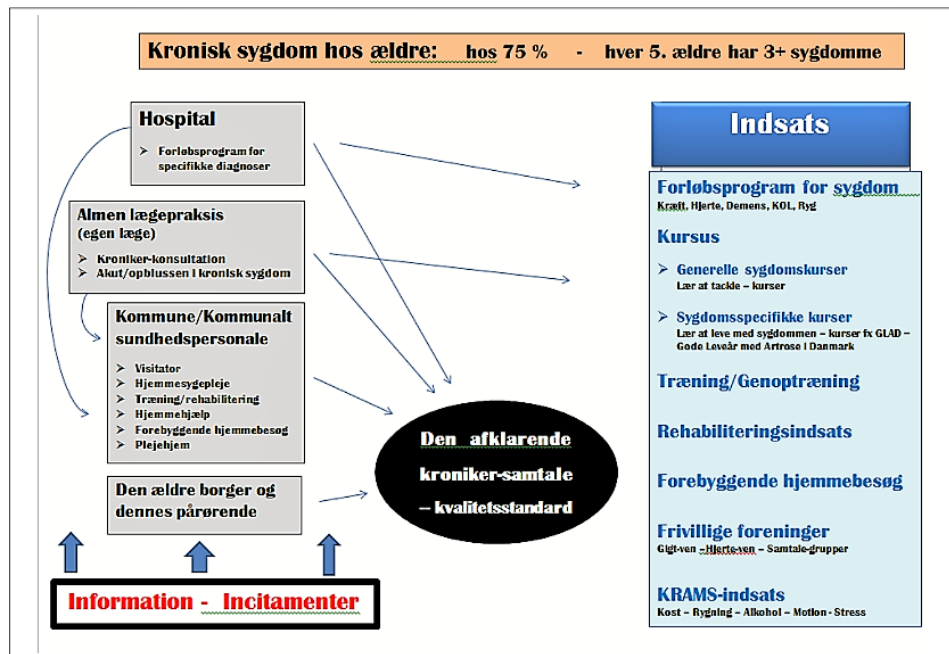 Kronisk sygdom hos ældre: hos 75 % - hver 5. ældre har 3+ sygdomme
Hospital
➢ Forløbsprogram for
specifikke diagnoser
Almen lægepraksis
(egen læge)
➢ Kroniker-konsultation
➢ Akut/opblussen i kronisk sygdom
Kommune/Kommunalt
sundhedspersonale
➢ Visitator
➢ Hjemmesygepleje
➢ Træning/rehabilitering
➢ Hjemmehjælp
➢ Forebyggende hjemmebesøg
➢ Plejehjem
Den ældre borger og
dennes pårørende
Information - Incitamenter
Den afklarende
kroniker-samtale
– kvalitetsstandard
Indsats
Forløbsprogram for sygdom
Kræft, Hjerte, Demens, KOL, Ryg
Kursus
➢ Generelle sygdomskurser
Lær at tackle – kurser
➢ Sygdomsspecifikke kurser
Lær at leve med sygdommen – kurser fx GLAD –
Gode Leveår med Artrose i Danmark
Træning/Genoptræning
Rehabiliteringsindsats
Forebyggende hjemmebesøg
Frivillige foreninger
Gigt-ven –Hjerte-ven – Samtale-grupper
KRAMS-indsats
Kost – Rygning – Alkohol – Motion - Stress